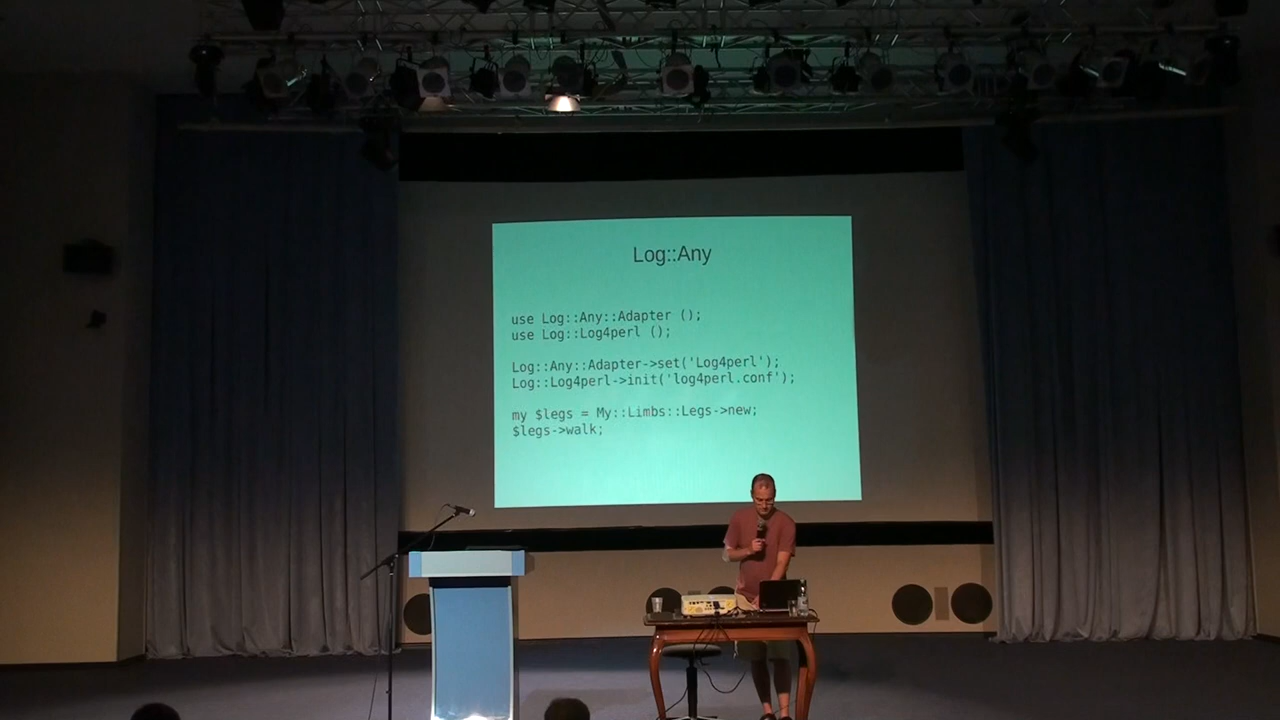 Log::Any
use Log::Any::Adapter ();
use Log::Log4perl ();
Log::Any::Adapter->set('Log4perl');
Log::Log4perl->init('log4perl.conf');
my $legs = My::Limbs::Legs->new;
$legs->walk;